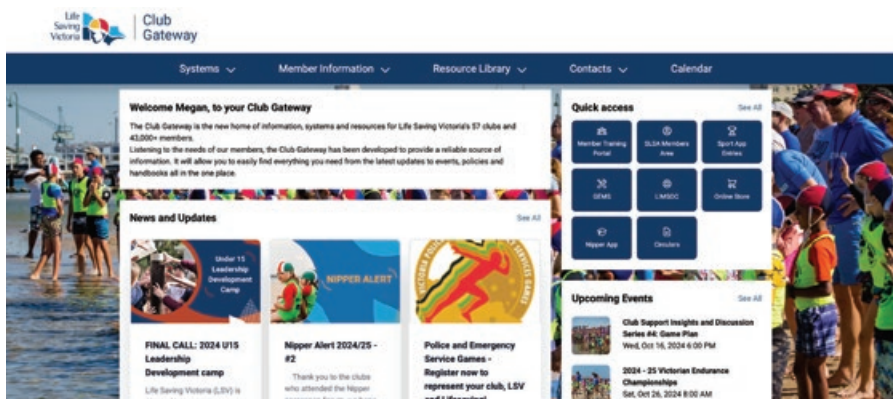 Life
Saving
Victoria
Club
Gateway
Systems
Member Information
Resource Library
Contacts
Calendar
Welcome Megan, to your Club Gateway
The Club Gateway is the new home of information, systems and resources for Life Saving Victoria's 57 clubs and
43,000+ members.
Listening to the needs of our members, the Club Gateway has been developed to provide a reliable source of
information. It will allow you to easily find everything you need from the latest updates to events, policies and
handbooks all in the one place.
News and Updates
See All
Under 15
Leadership
Development
Camp
FINAL CALL: 2024 U15
Leadership
Development camp
Life Saving Victoria (LSV) is
NIPPER ALERT
Nipper Alert 2024/25 -
#2
Thank you to the clubs
who attended the Nipper
VICTORIA POLICE
SERVICES GAMES
Police and Emergency
Service Games -
Register now to
represent your club, LSV
and Lifesaving!
Quick access
See All
Member Training
Portal
SLSA Members
Area
Sport App
Entries
GEMS
LIMSOC
Online Store
Nipper App
Circulars
Upcoming Events
See All
Club Support Insights and Discussion
Series #4: Game Plan
Wed, Oct 16, 2024 6:00 PM
2024 - 25 Victorian Endurance
Championships
Sat, Oct 26, 2024 8:00 AM